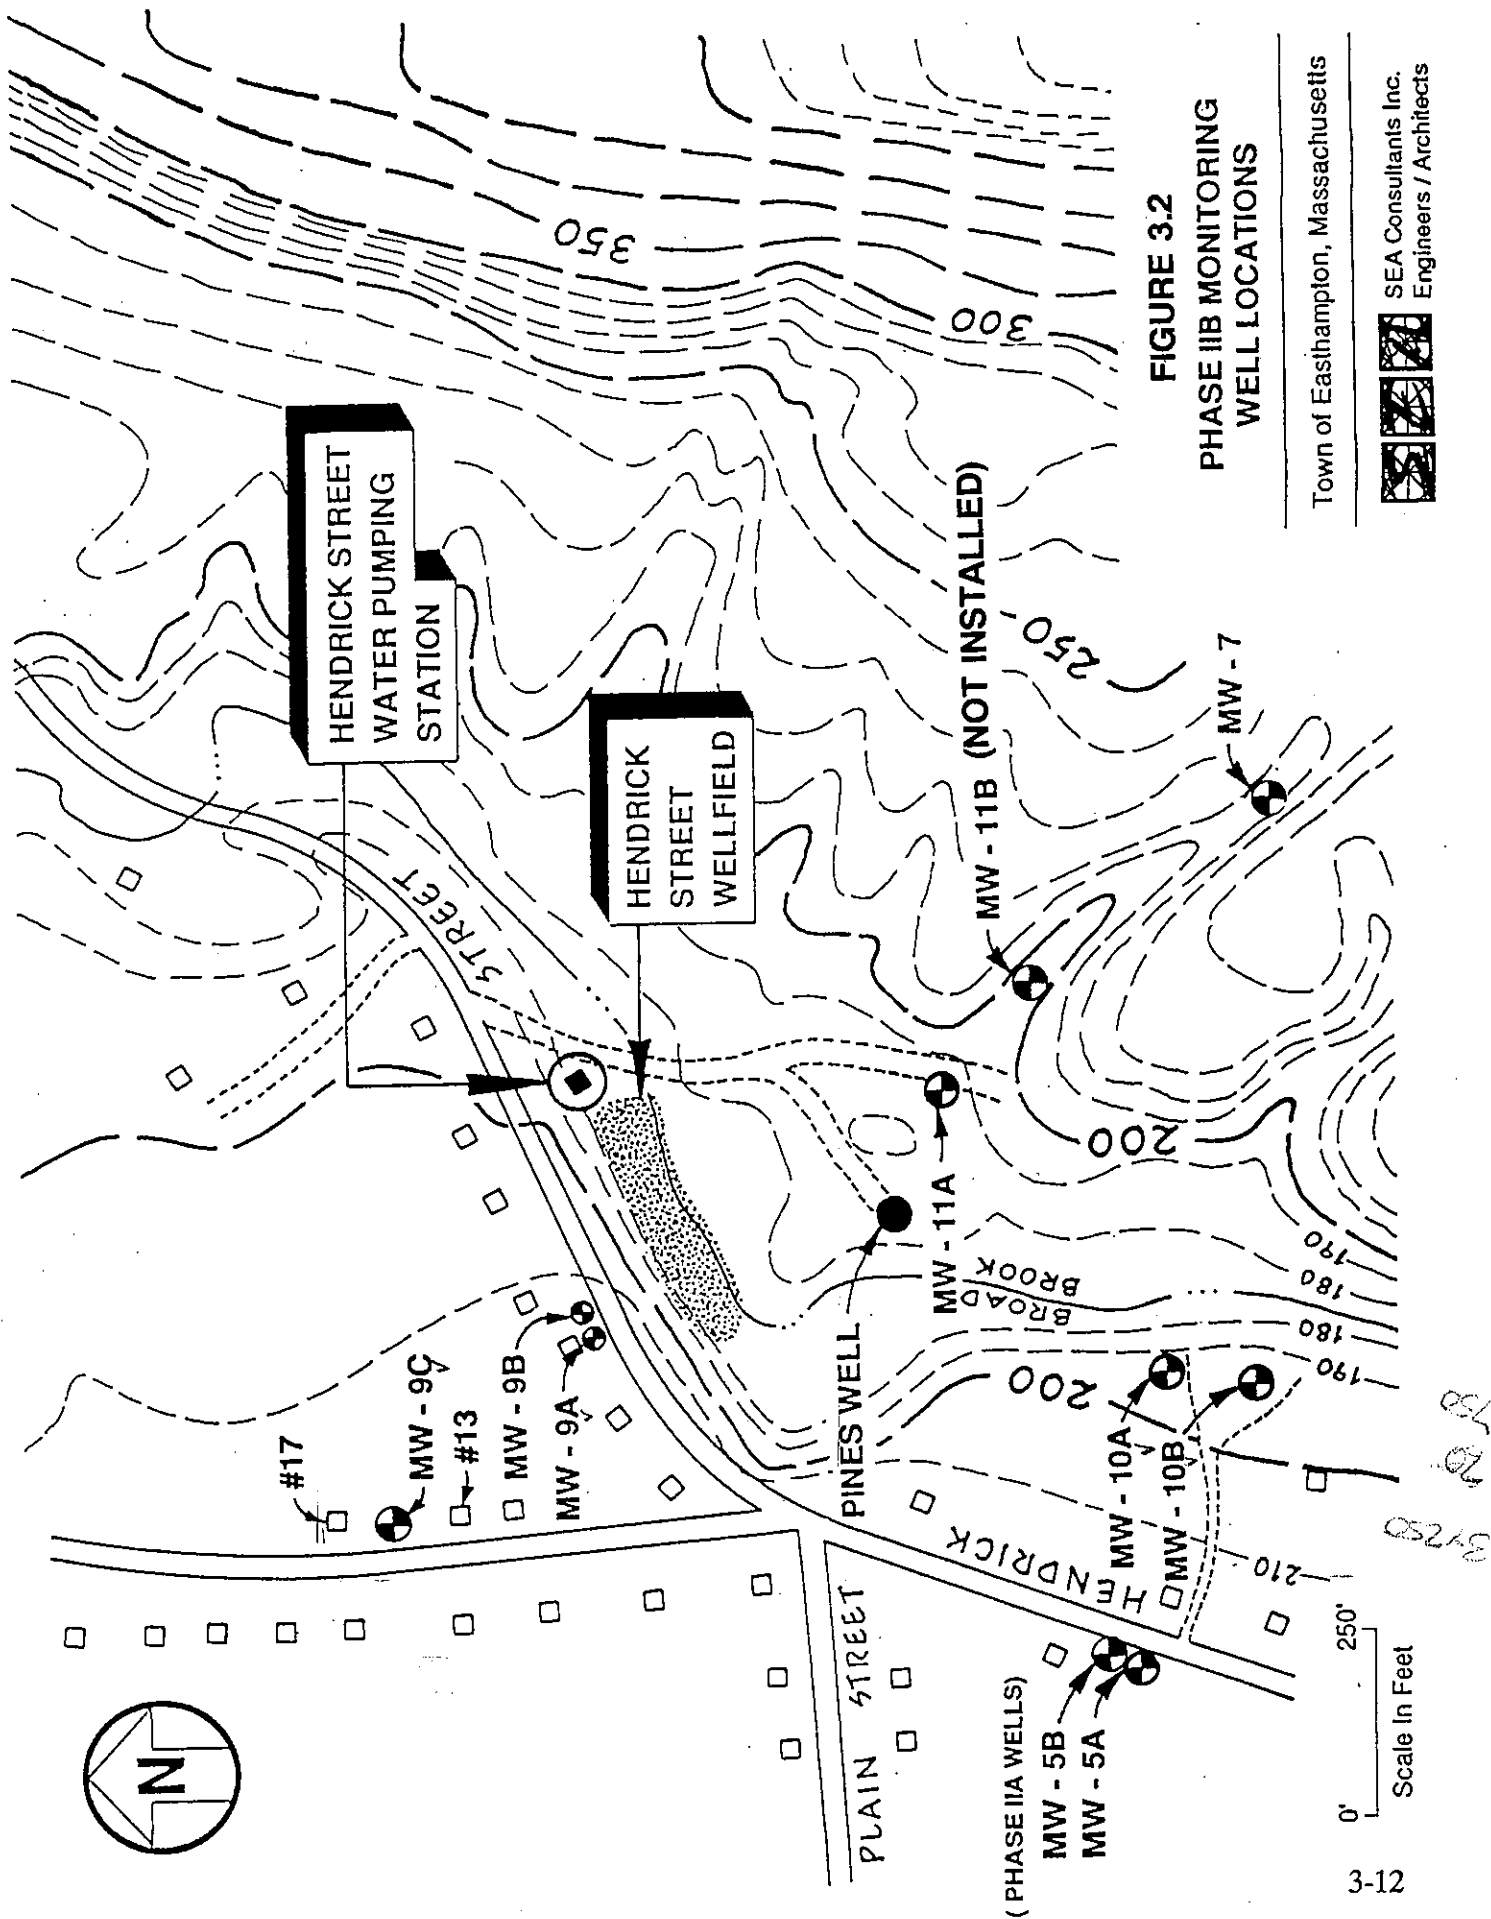 N
HENDRICK STREET
WATER PUMPING
STATION
HENDRICK
STREET
WELLFIELD
STREET
350
300
250
#17
MW - 9C
#13
MW - 9B
MW - 9A
PINES WELL
MW - 11A
MW - 11B (NOT INSTALLED)
MW - 7
BROAD
BROOK
200
200
190
180
180
190
210
MW - 10A
MW - 10B
HENDRICK
PLAIN STREET
(PHASE IIA WELLS)
MW - 5B
MW - 5A
0' 250'
Scale In Feet
FIGURE 3.2
PHASE IIB MONITORING
WELL LOCATIONS
Town of Easthampton, Massachusetts
SEA
SEA Consultants Inc.
Engineers / Architects
3-12